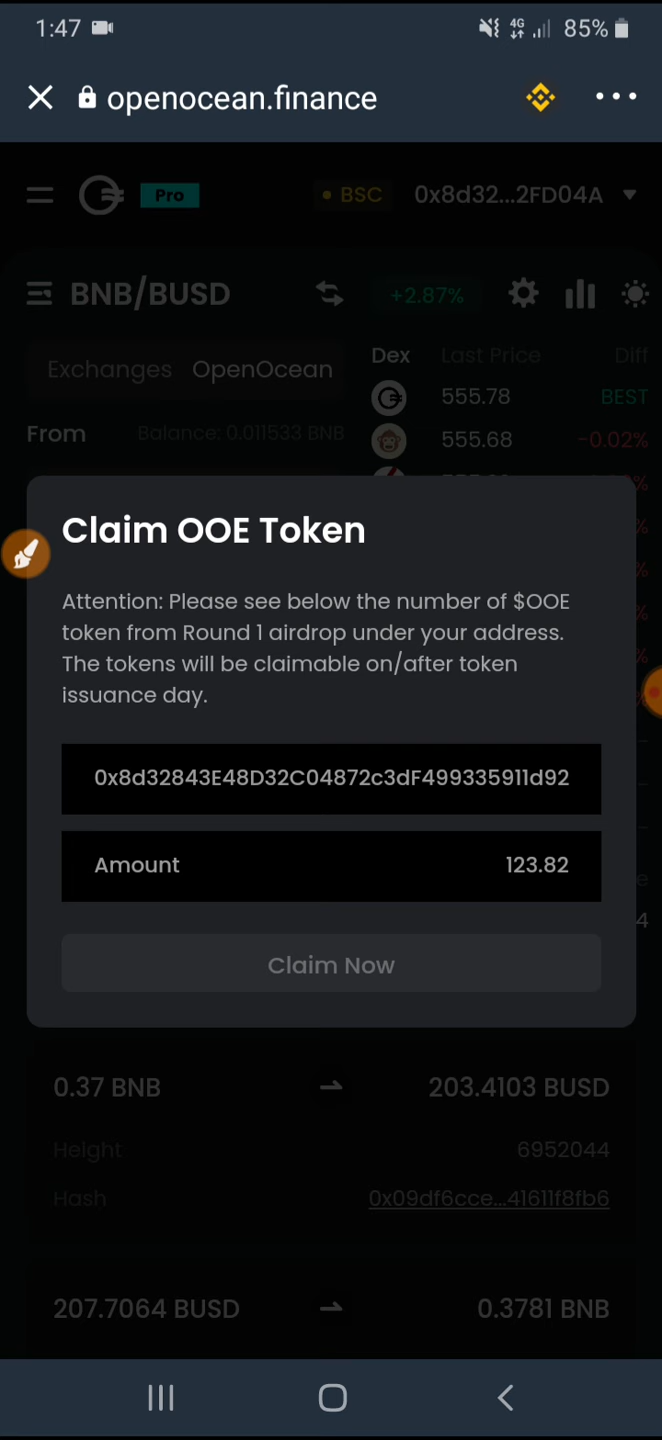 1:47 4G 85%
openocean.finance
Pro BSC 0x8d32...2FD04A
BNB/BUSD +2.87%
Exchanges OpenOcean
Dex Last Price Diff
555.78 BEST
From Balance: 0.011533 BNB
555.68 -0.02%
Claim OOE Token
Attention: Please see below the number of $OOE
token from Round 1 airdrop under your address.
The tokens will be claimable on/after token
issuance day.
0x8d32843E48D32C04872c3dF499335911d92
Amount 123.82
Claim Now
0.37 BNB 203.4103 BUSD
Height 6952044
Hash 0x09df6cce...41611f8fb6
207.7064 BUSD 0.3781 BNB